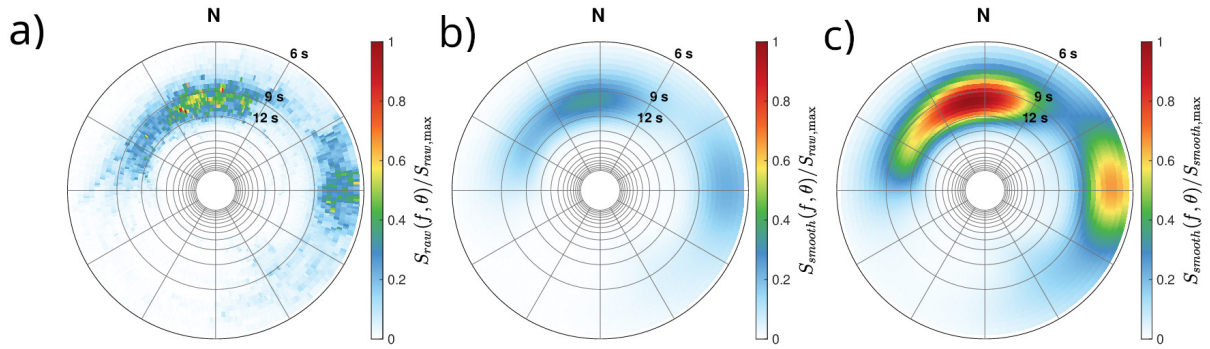 a)
N
6 s
9 s
12 s
1
0.8
0.6
0.4
0.2
0
S_raw(f, θ)/S_raw,max
b)
N
6 s
9 s
12 s
1
0.8
0.6
0.4
0.2
0
S_smooth(f, θ)/S_raw,max
c)
N
6 s
9 s
12 s
1
0.8
0.6
0.4
0.2
0
S_smooth(f, θ)/S_smooth,max